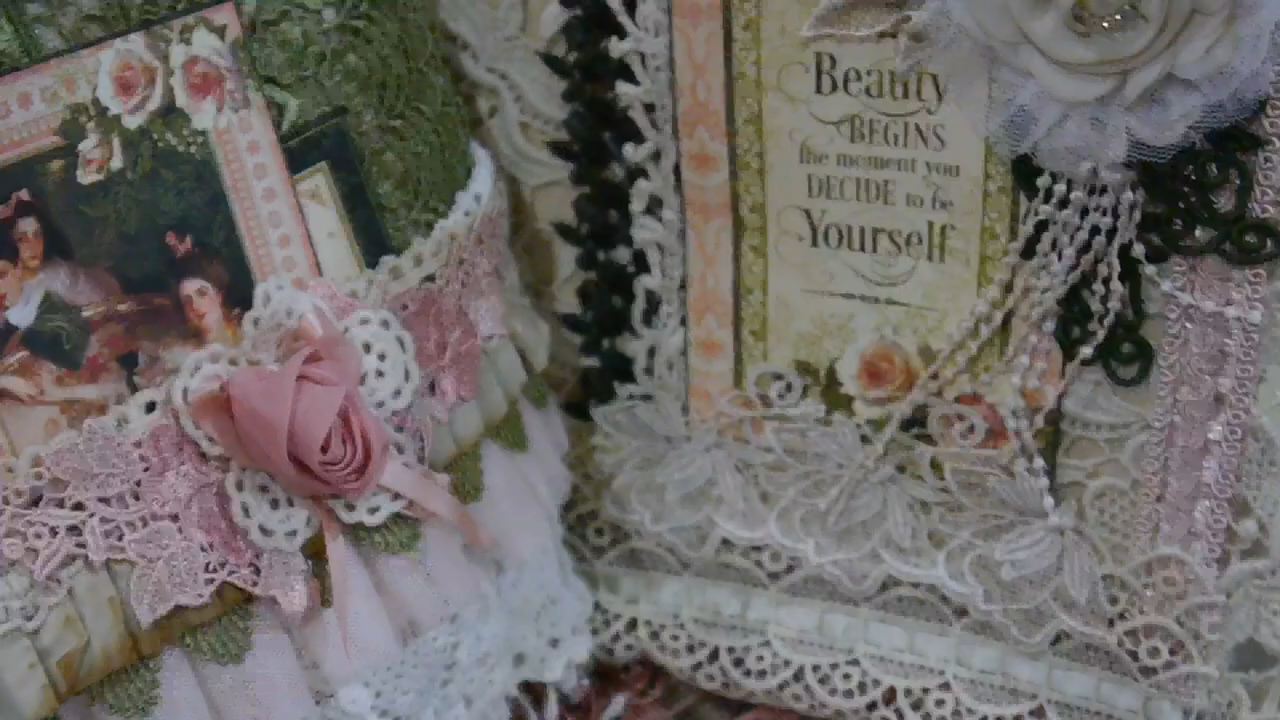 Beauty
BEGINS
the moment you
DECIDE to be
Yourself